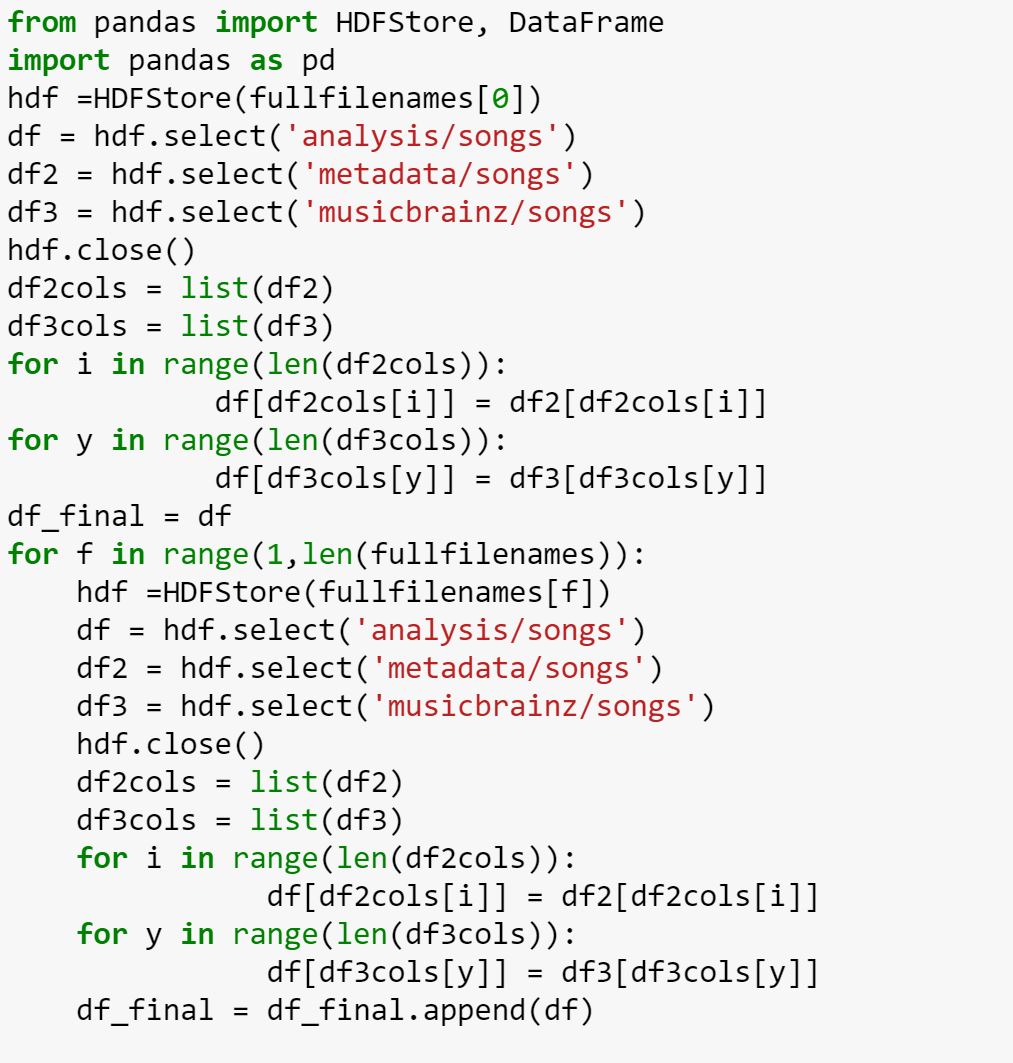 from pandas import HDFStore, DataFrame
import pandas as pd
hdf =HDFStore(fullfilenames[0])
df = hdf.select('analysis/songs')
df2 = hdf.select('metadata/songs')
df3 = hdf.select('musicbrainz/songs')
hdf.close()
df2cols = list(df2)
df3cols = list(df3)
for i in range(len(df2cols)):
            df[df2cols[i]] = df2[df2cols[i]]
for y in range(len(df3cols)):
            df[df3cols[y]] = df3[df3cols[y]]
df_final = df
for f in range(1,len(fullfilenames)):
    hdf =HDFStore(fullfilenames[f])
    df = hdf.select('analysis/songs')
    df2 = hdf.select('metadata/songs')
    df3 = hdf.select('musicbrainz/songs')
    hdf.close()
    df2cols = list(df2)
    df3cols = list(df3)
    for i in range(len(df2cols)):
               df[df2cols[i]] = df2[df2cols[i]]
    for y in range(len(df3cols)):
               df[df3cols[y]] = df3[df3cols[y]]
    df_final = df_final.append(df)